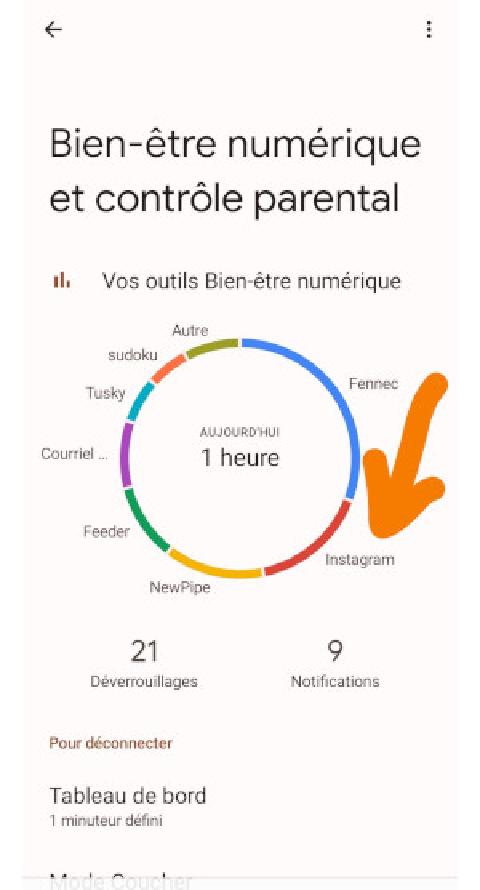 Bien-être numérique
et contrôle parental
Vos outils Bien-être numérique
Autre
sudoku
Tusky
Fennec
AUJOURD'HUI
1 heure
Courriel ...
Feeder
Instagram
NewPipe
21
Déverrouillages
9
Notifications
Pour déconnecter
Tableau de bord
1 minuteur défini
Mode Coucher